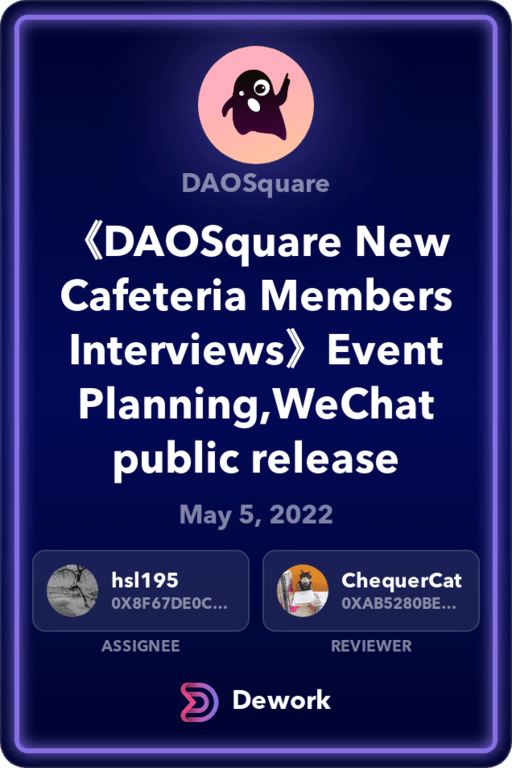 DAOSquare
《DAOSquare New
Cafeteria Members
Interviews》Event
Planning,WeChat
public release
May 5, 2022
hsl195
0X8F67DE0C...
ASSIGNEE
ChequerCat
0XAB5280BE...
REVIEWER
Dework